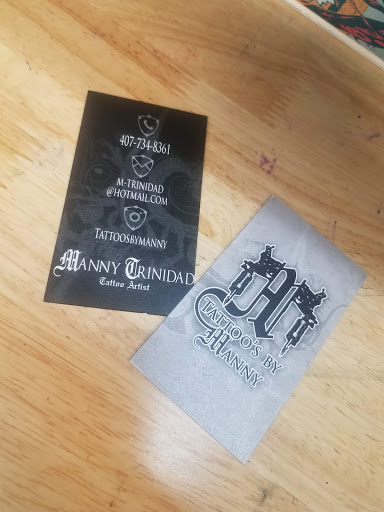 407-734-8361
M-TRINIDAD
@HOTMAIL.COM
TATTOOSBYMANNY
MANNY TRINIDAD
Tattoo Artist
TATTOO'S BY
MANNY